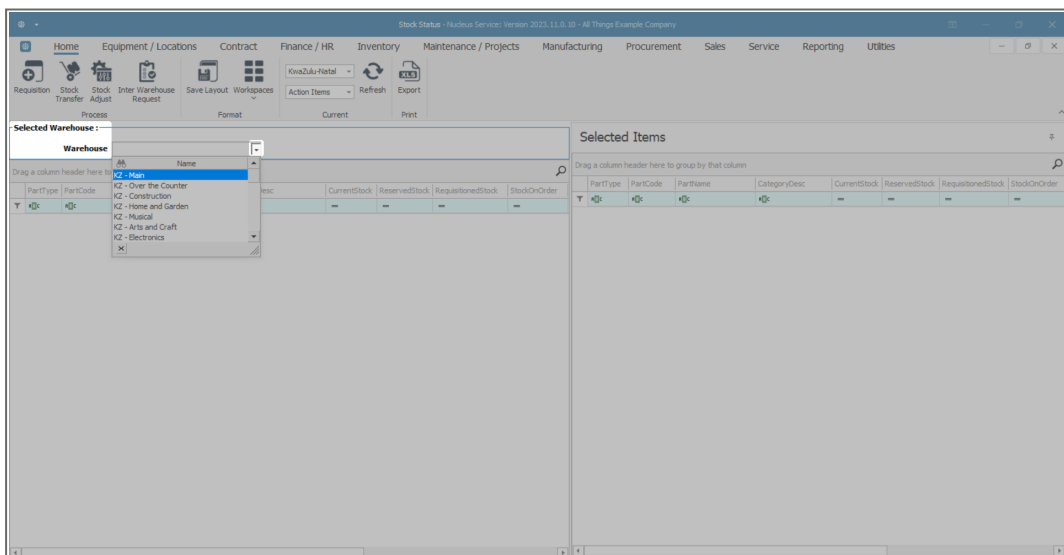 Stock Status - Nucleus Service: Version 2023.11.0.10 - All Things Example Company
Home Equipment / Locations Contract Finance / HR Inventory Maintenance / Projects Manufacturing Procurement Sales Service Reporting Utilities
Requisition Stock Transfer Stock Adjust Inter Warehouse Request Save Layout Workspaces KwaZulu-Natal Action Items Refresh XLS Export
Process Format Current Print
Selected Warehouse :
Warehouse
Selected Items
Name
KZ - Main
KZ - Over the Counter
KZ - Construction
KZ - Home and Garden
KZ - Musical
KZ - Arts and Craft
KZ - Electronics
Drag a column header here to
PartType PartCode CurrentStock ReservedStock RequisitionedStock StockOnOrder
Drag a column header here to group by that column
PartType PartCode PartName CategoryDesc CurrentStock ReservedStock RequisitionedStock StockOnOrder